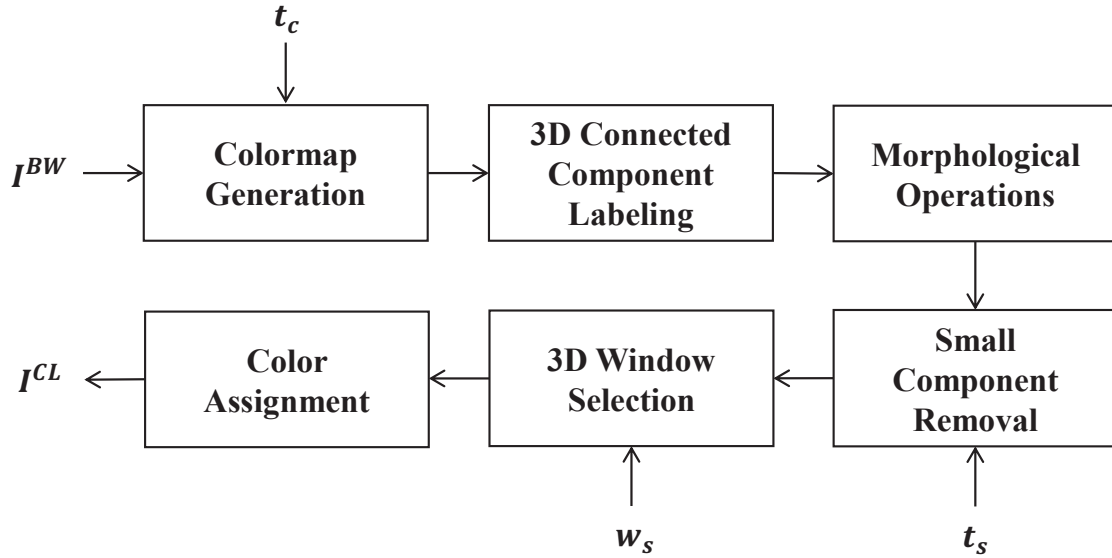 t_c
I^{BW}
Colormap
Generation
3D Connected
Component
Labeling
Morphological
Operations
I^{CL}
Color
Assignment
3D Window
Selection
Small
Component
Removal
w_s
t_s